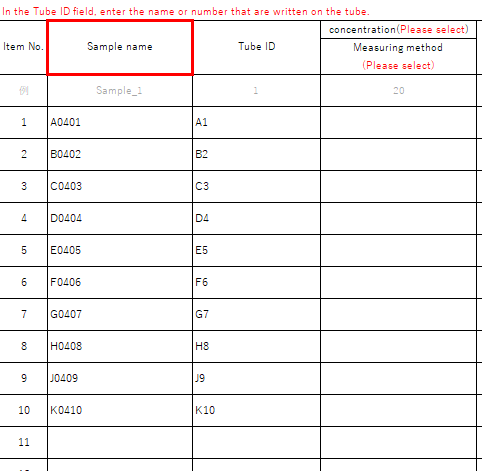 In the Tube ID field, enter the name or number that are written on the tube.
Item No. Sample name Tube ID concentration(Please select)
Measuring method
(Please select)
例 Sample_1 1 20
1 A0401 A1
2 B0402 B2
3 C0403 C3
4 D0404 D4
5 E0405 E5
6 F0406 F6
7 G0407 G7
8 H0408 H8
9 J0409 J9
10 K0410 K10
11